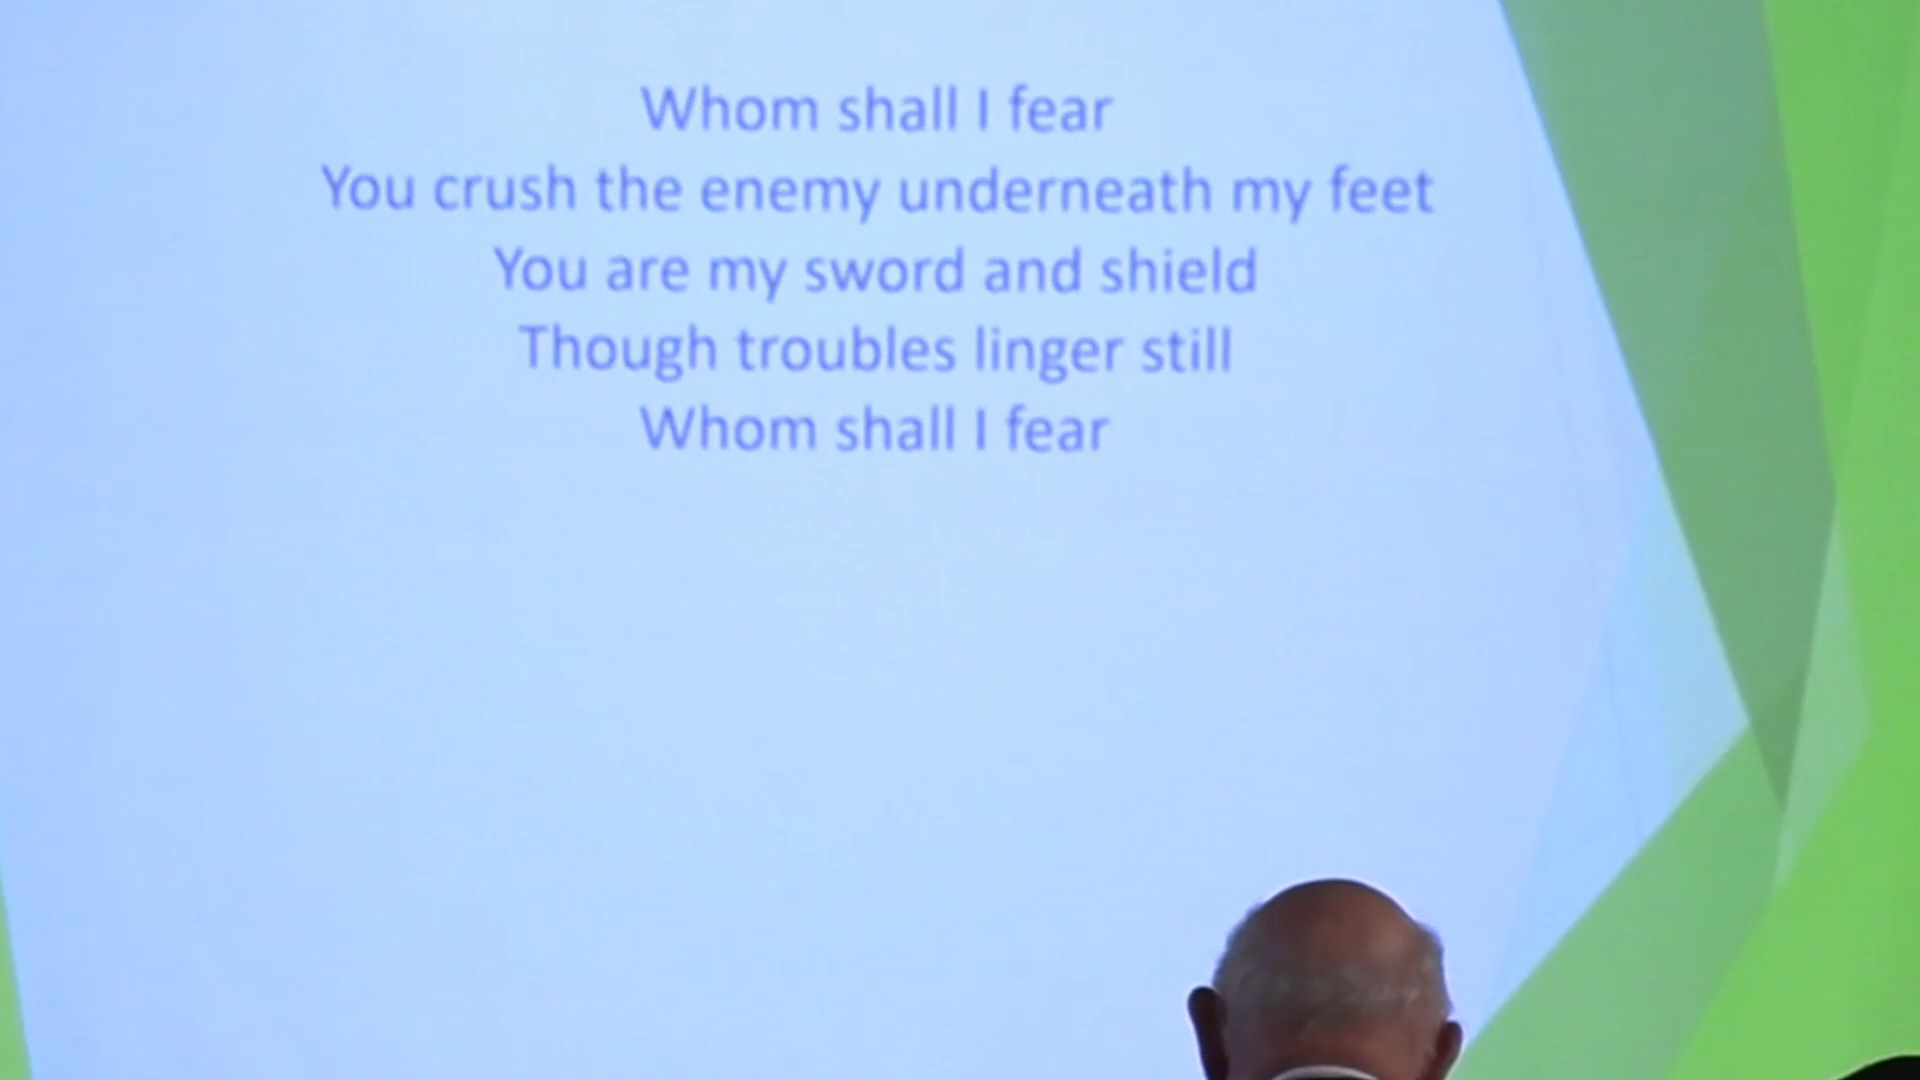 Whom shall I fear
You crush the enemy underneath my feet
You are my sword and shield
Though troubles linger still
Whom shall I fear